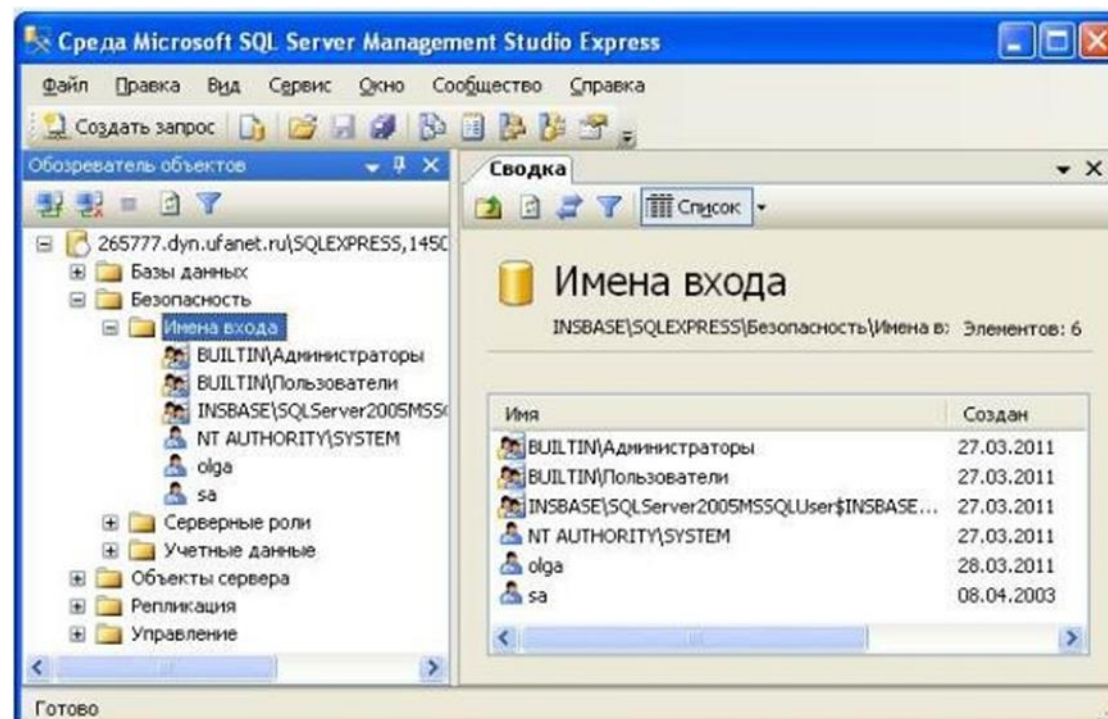 Среда Microsoft SQL Server Management Studio Express
Файл Правка Вид Сервис Окно Сообщество Справка
Создать запрос
Обозреватель объектов
265777.dyn.ufanet.ru\SQLEXPRESS,1450
Базы данных
Безопасность
Имена входа
BUILTIN\Администраторы
BUILTIN\Пользователи
INSBASE\SQLServer2005MSS
NT AUTHORITY\SYSTEM
olga
sa
Серверные роли
Учетные данные
Объекты сервера
Репликация
Управление
Сводка
Список
Имена входа
INSBASE\SQLEXPRESS\Безопасность\Имена в Элементов: 6
Имя Создан
BUILTIN\Администраторы 27.03.2011
BUILTIN\Пользователи 27.03.2011
INSBASE\SQLServer2005MSSQLUser$INSBASE... 27.03.2011
NT AUTHORITY\SYSTEM 27.03.2011
olga 28.03.2011
sa 08.04.2003
Готово